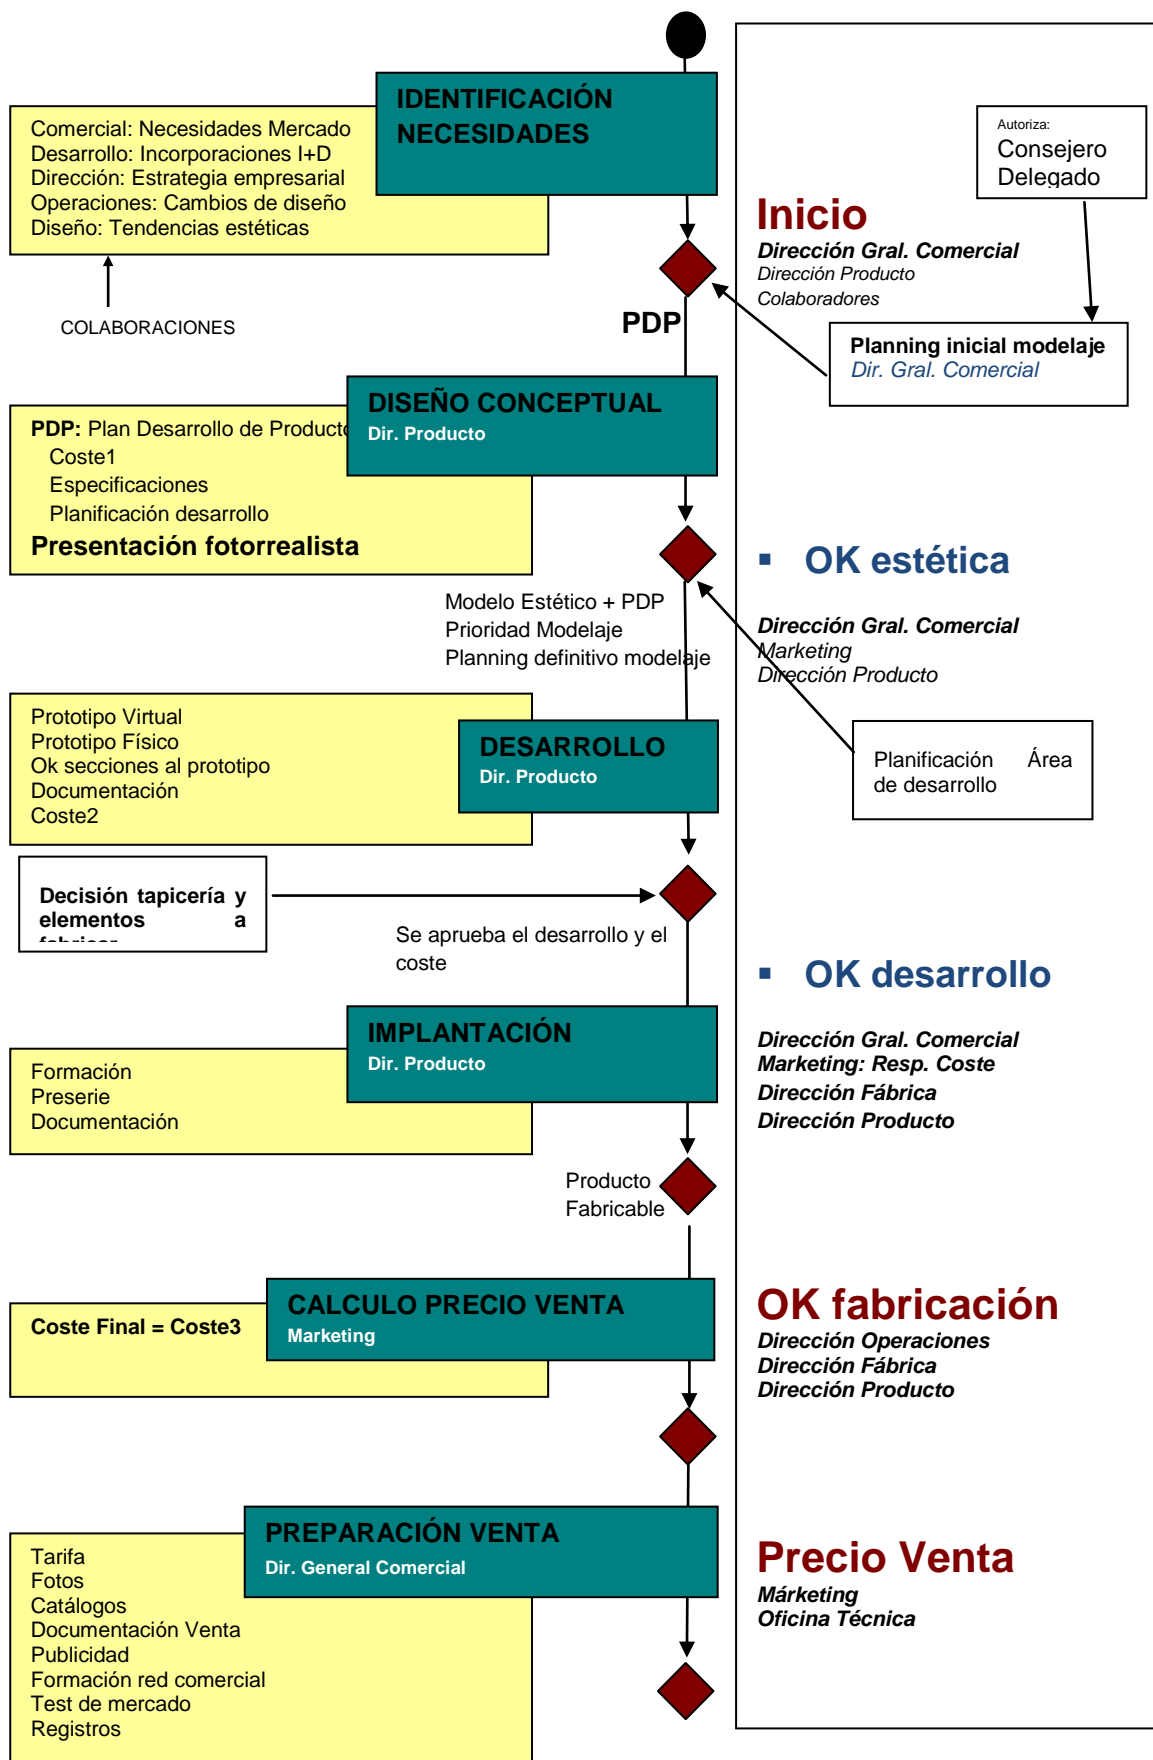 IDENTIFICACIÓN
NECESIDADES
Comercial: Necesidades Mercado
Desarrollo: Incorporaciones I+D
Dirección: Estrategia empresarial
Operaciones: Cambios de diseño
Diseño: Tendencias estéticas
COLABORACIONES
Autoriza:
Consejero
Delegado
Inicio
Dirección Gral. Comercial
Dirección Producto
Colaboradores
PDP
Planning inicial modelaje
Dir. Gral. Comercial
DISEÑO CONCEPTUAL
Dir. Producto
PDP: Plan Desarrollo de Producto
Coste1
Especificaciones
Planificación desarrollo
Presentación fotorrealista
▪ OK estética
Modelo Estético + PDP
Prioridad Modelaje
Planning definitivo modelaje
Dirección Gral. Comercial
Marketing
Dirección Producto
Prototipo Virtual
Prototipo Físico
Ok secciones al prototipo
Documentación
Coste2
DESARROLLO
Dir. Producto
Planificación Área
de desarrollo
Decisión tapicería y
elementos a
fabricar
Se aprueba el desarrollo y el
coste
▪ OK desarrollo
IMPLANTACIÓN
Dir. Producto
Dirección Gral. Comercial
Marketing: Resp. Coste
Dirección Fábrica
Dirección Producto
Formación
Preserie
Documentación
Producto
Fabricable
CALCULO PRECIO VENTA
Marketing
Coste Final = Coste3
OK fabricación
Dirección Operaciones
Dirección Fábrica
Dirección Producto
PREPARACIÓN VENTA
Dir. General Comercial
Precio Venta
Márketing
Oficina Técnica
Tarifa
Fotos
Catálogos
Documentación Venta
Publicidad
Formación red comercial
Test de mercado
Registros